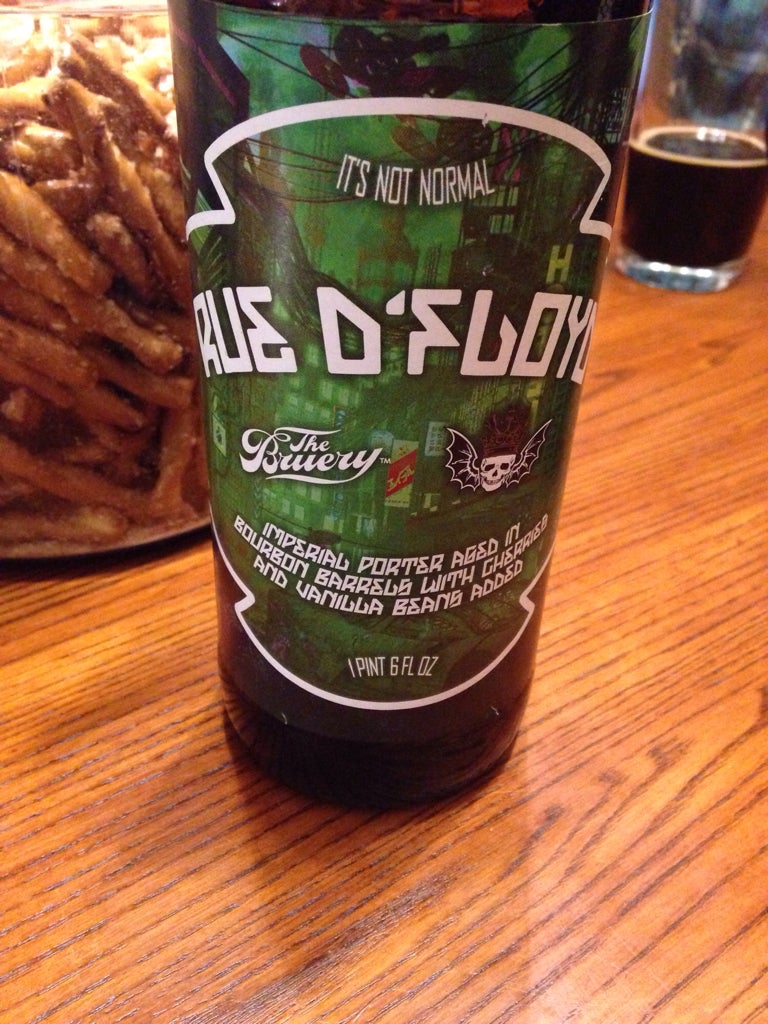 IT'S NOT NORMAL
RUE D'FLOYD
The
Bruery™
IMPERIAL PORTER AGED IN
BOURBON BARRELS WITH CHERRIES
AND VANILLA BEANS ADDED
1 PINT 6 FL OZ